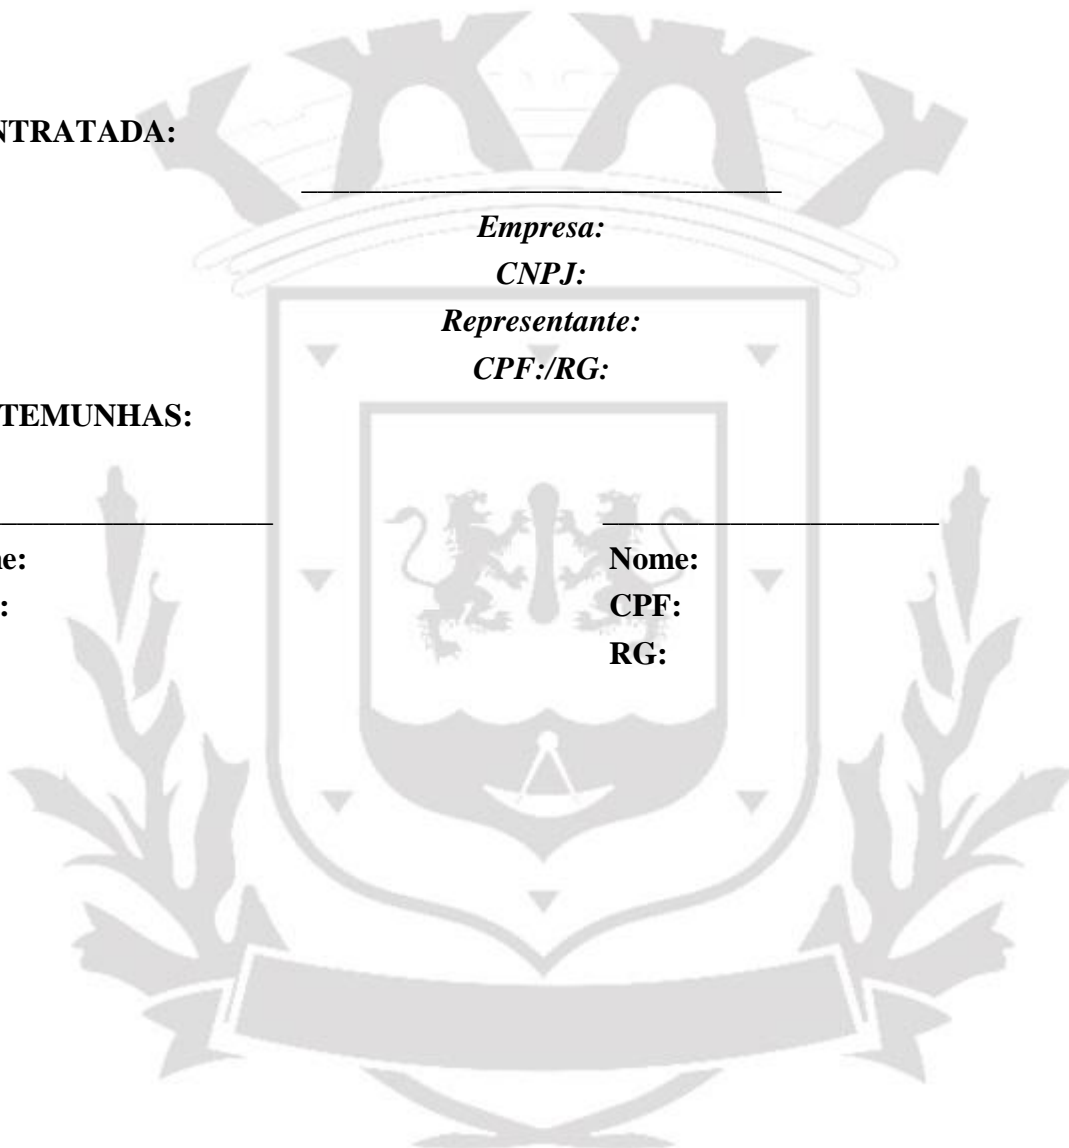 NTRATADA:
Empresa:
CNPJ:
Representante:
CPF:/RG:
TEMUNHAS:
e: Nome:
: CPF:
RG: